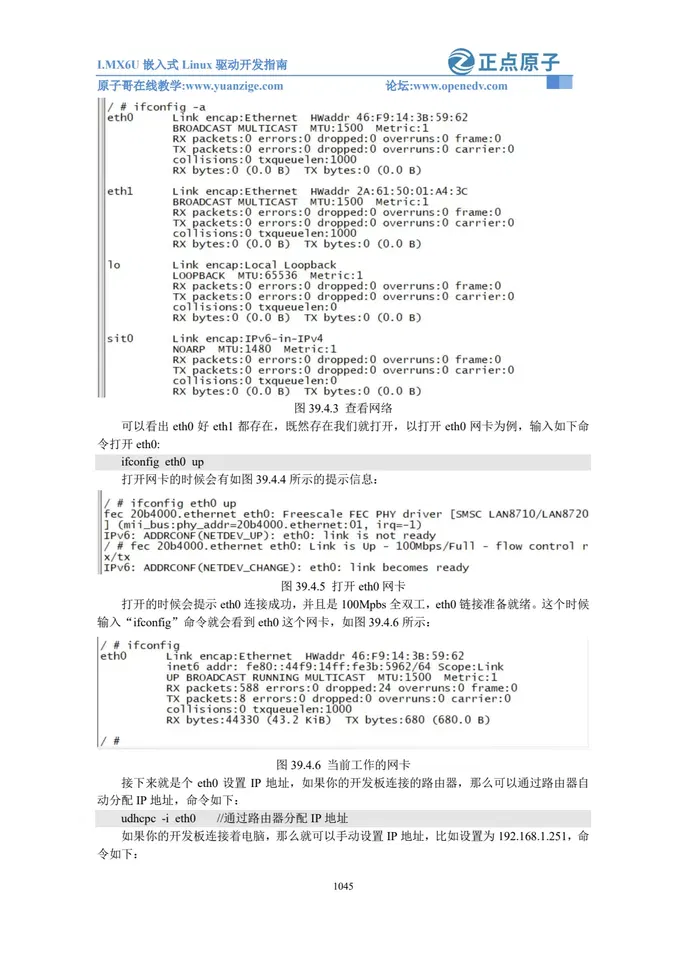 I.MX6U 嵌入式 Linux 驱动开发指南
正点原子
原子哥在线教学:www.yuanzige.com 论坛:www.openedv.com
/ # ifconfig -a
eth0 Link encap:Ethernet HWaddr 46:F9:14:3B:59:62
BROADCAST MULTICAST MTU:1500 Metric:1
RX packets:0 errors:0 dropped:0 overruns:0 frame:0
TX packets:0 errors:0 dropped:0 overruns:0 carrier:0
collisions:0 txqueuelen:1000
RX bytes:0 (0.0 B) TX bytes:0 (0.0 B)
eth1 Link encap:Ethernet HWaddr 2A:61:50:01:A4:3C
BROADCAST MULTICAST MTU:1500 Metric:1
RX packets:0 errors:0 dropped:0 overruns:0 frame:0
TX packets:0 errors:0 dropped:0 overruns:0 carrier:0
collisions:0 txqueuelen:1000
RX bytes:0 (0.0 B) TX bytes:0 (0.0 B)
lo Link encap:Local Loopback
LOOPBACK MTU:65536 Metric:1
RX packets:0 errors:0 dropped:0 overruns:0 frame:0
TX packets:0 errors:0 dropped:0 overruns:0 carrier:0
collisions:0 txqueuelen:0
RX bytes:0 (0.0 B) TX bytes:0 (0.0 B)
sit0 Link encap:IPv6-in-IPv4
NOARP MTU:1480 Metric:1
RX packets:0 errors:0 dropped:0 overruns:0 frame:0
TX packets:0 errors:0 dropped:0 overruns:0 carrier:0
collisions:0 txqueuelen:0
RX bytes:0 (0.0 B) TX bytes:0 (0.0 B)
图 39.4.3 查看网络
可以看出 eth0 好 eth1 都存在，既然存在我们就打开，以打开 eth0 网卡为例，输入如下命
令打开 eth0:
ifconfig eth0 up
打开网卡的时候会有如图 39.4.4 所示的提示信息：
/ # ifconfig eth0 up
fec 20b4000.ethernet eth0: Freescale FEC PHY driver [SMSC LAN8710/LAN8720
] (mii_bus:phy_addr=20b4000.ethernet:01, irq=-1)
IPv6: ADDRCONF(NETDEV_UP): eth0: link is not ready
/ # fec 20b4000.ethernet eth0: Link is Up - 100Mbps/Full - flow control r
x/tx
IPv6: ADDRCONF(NETDEV_CHANGE): eth0: link becomes ready
图 39.4.5 打开 eth0 网卡
打开的时候会提示 eth0 连接成功，并且是 100Mpbs 全双工，eth0 链接准备就绪。这个时候
输入“ifconfig”命令就会看到 eth0 这个网卡，如图 39.4.6 所示：
/ # ifconfig
eth0 Link encap:Ethernet HWaddr 46:F9:14:3B:59:62
inet6 addr: fe80::44f9:14ff:fe3b:5962/64 Scope:Link
UP BROADCAST RUNNING MULTICAST MTU:1500 Metric:1
RX packets:588 errors:0 dropped:24 overruns:0 frame:0
TX packets:8 errors:0 dropped:0 overruns:0 carrier:0
collisions:0 txqueuelen:1000
RX bytes:44330 (43.2 KiB) TX bytes:680 (680.0 B)
/ #
图 39.4.6 当前工作的网卡
接下来就是个 eth0 设置 IP 地址，如果你的开发板连接的路由器，那么可以通过路由器自
动分配 IP 地址，命令如下：
udhcpc -i eth0 //通过路由器分配 IP 地址
如果你的开发板连接着电脑，那么就可以手动设置 IP 地址，比如设置为 192.168.1.251，命
令如下：
1045